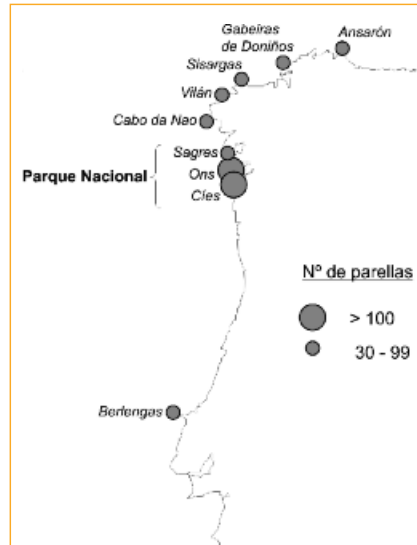 Gabeiras
de Doniños
Ansarón
Sisargas
Vilán
Cabo da Nao
Sagres
Parque Nacional
Ons
Cíes
Nº de parellas
> 100
30 - 99
Berlengas